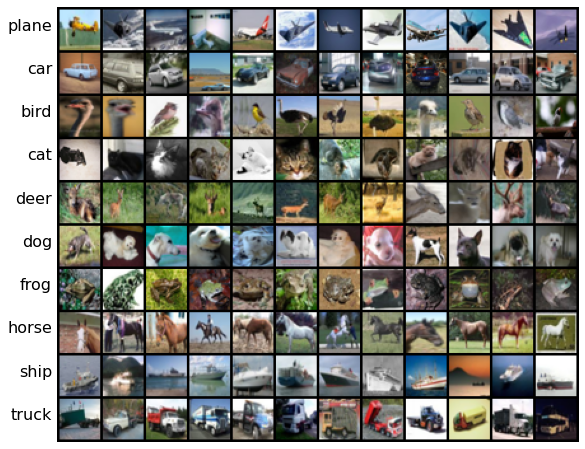 plane
car
bird
cat
deer
dog
frog
horse
ship
truck